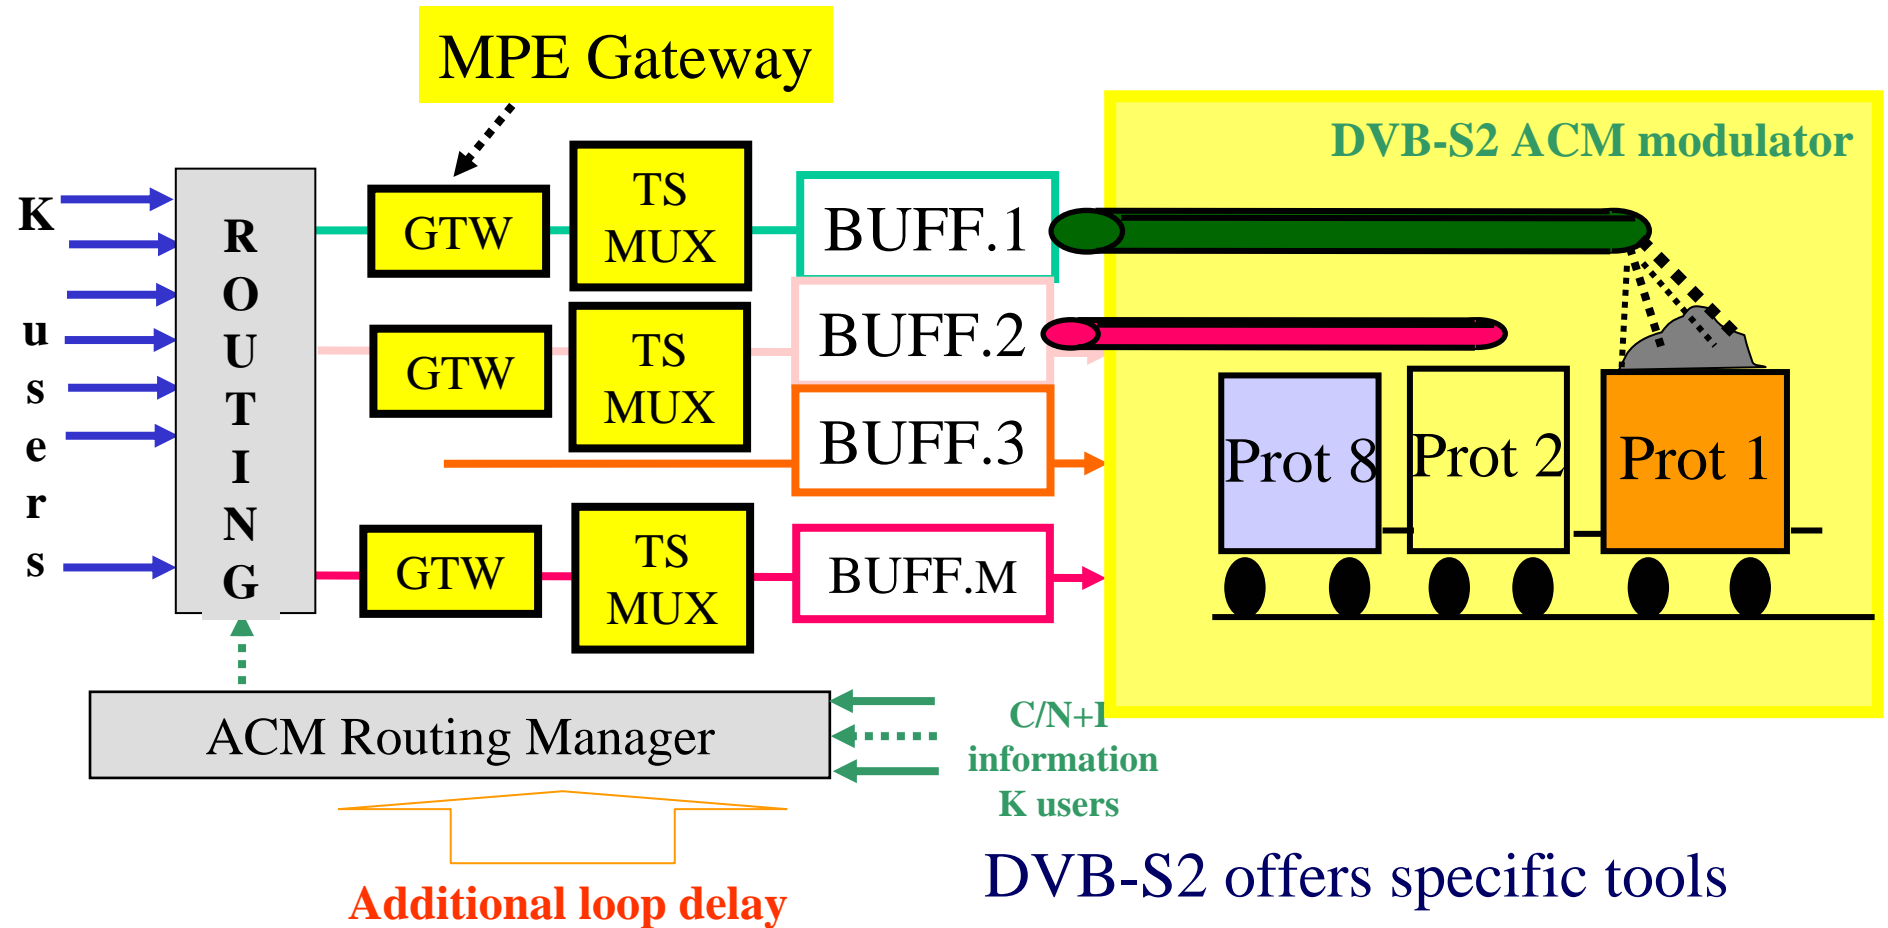 MPE Gateway
DVB-S2 ACM modulator
K
users
ROUTING
GTW
TS
MUX
BUFF.1
GTW
TS
MUX
BUFF.2
BUFF.3
GTW
TS
MUX
BUFF.M
Prot 8
Prot 2
Prot 1
ACM Routing Manager
C/N+I
information
K users
Additional loop delay
DVB-S2 offers specific tools